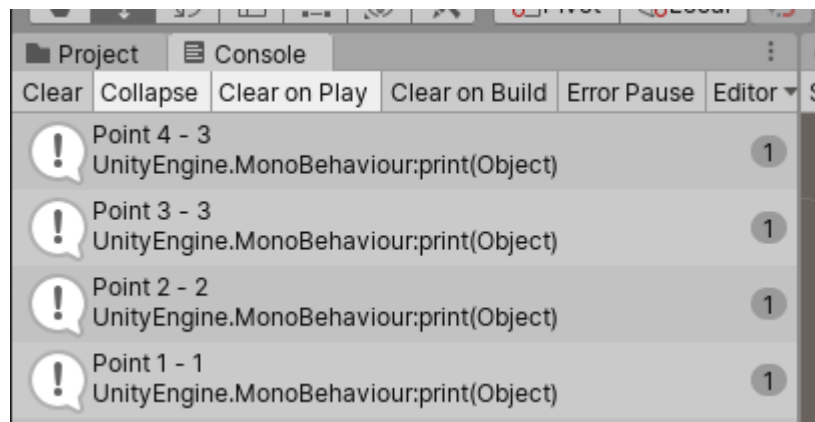 Project Console
Clear Collapse Clear on Play Clear on Build Error Pause Editor
Point 4 - 3
UnityEngine.MonoBehaviour:print(Object)
1
Point 3 - 3
UnityEngine.MonoBehaviour:print(Object)
1
Point 2 - 2
UnityEngine.MonoBehaviour:print(Object)
1
Point 1 - 1
UnityEngine.MonoBehaviour:print(Object)
1